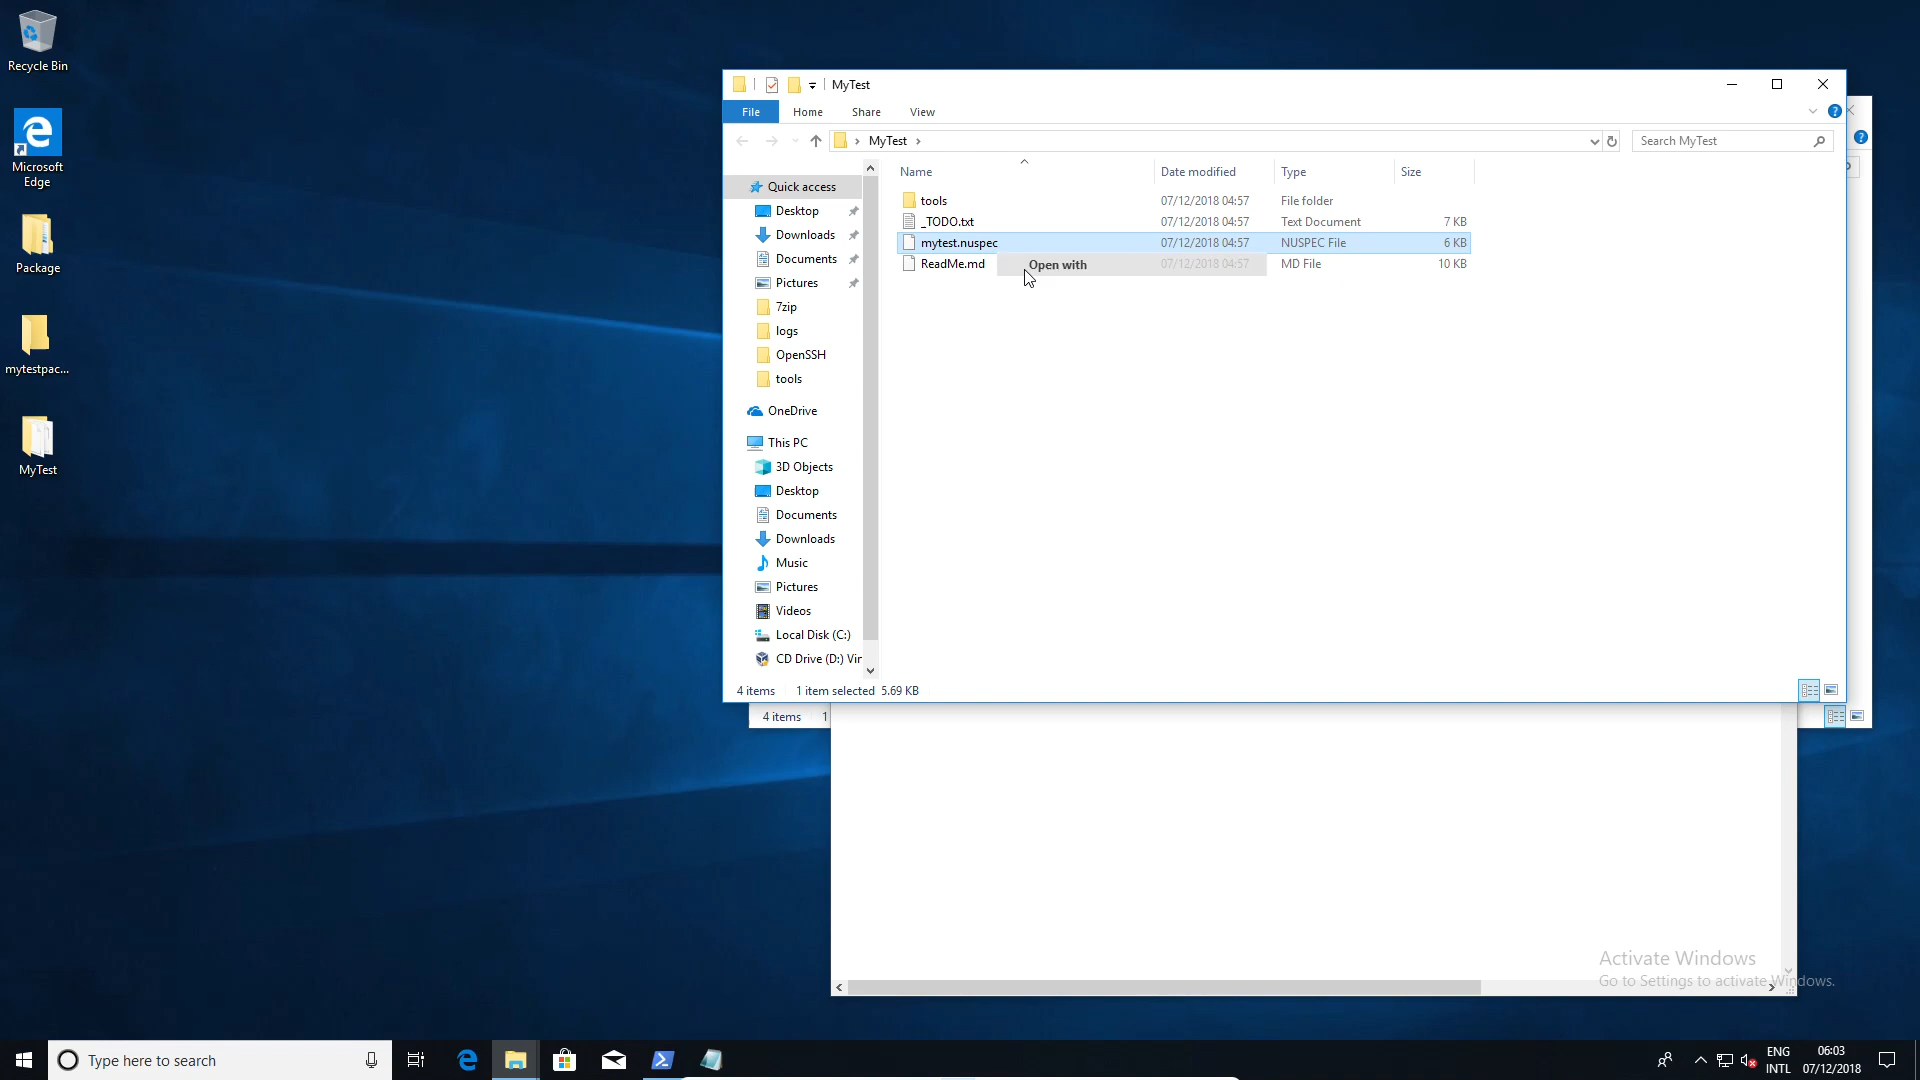 Recycle Bin
Microsoft
Edge
Package
mytestpac...
MyTest
MyTest
File Home Share View
MyTest
Search MyTest
Name Date modified Type Size
Quick access
Desktop
Downloads
Documents
Pictures
7zip
logs
OpenSSH
tools
OneDrive
This PC
3D Objects
Desktop
Documents
Downloads
Music
Pictures
Videos
Local Disk (C:)
CD Drive (D:) Vir
tools 07/12/2018 04:57 File folder
_TODO.txt 07/12/2018 04:57 Text Document 7 KB
mytest.nuspec 07/12/2018 04:57 NUSPEC File 6 KB
ReadMe.md 07/12/2018 04:57 MD File 10 KB
Open with
4 items 1 item selected 5.69 KB
4 items 1
Activate Windows
Go to Settings to activate Windows.
Type here to search
ENG
INTL
06:03
07/12/2018